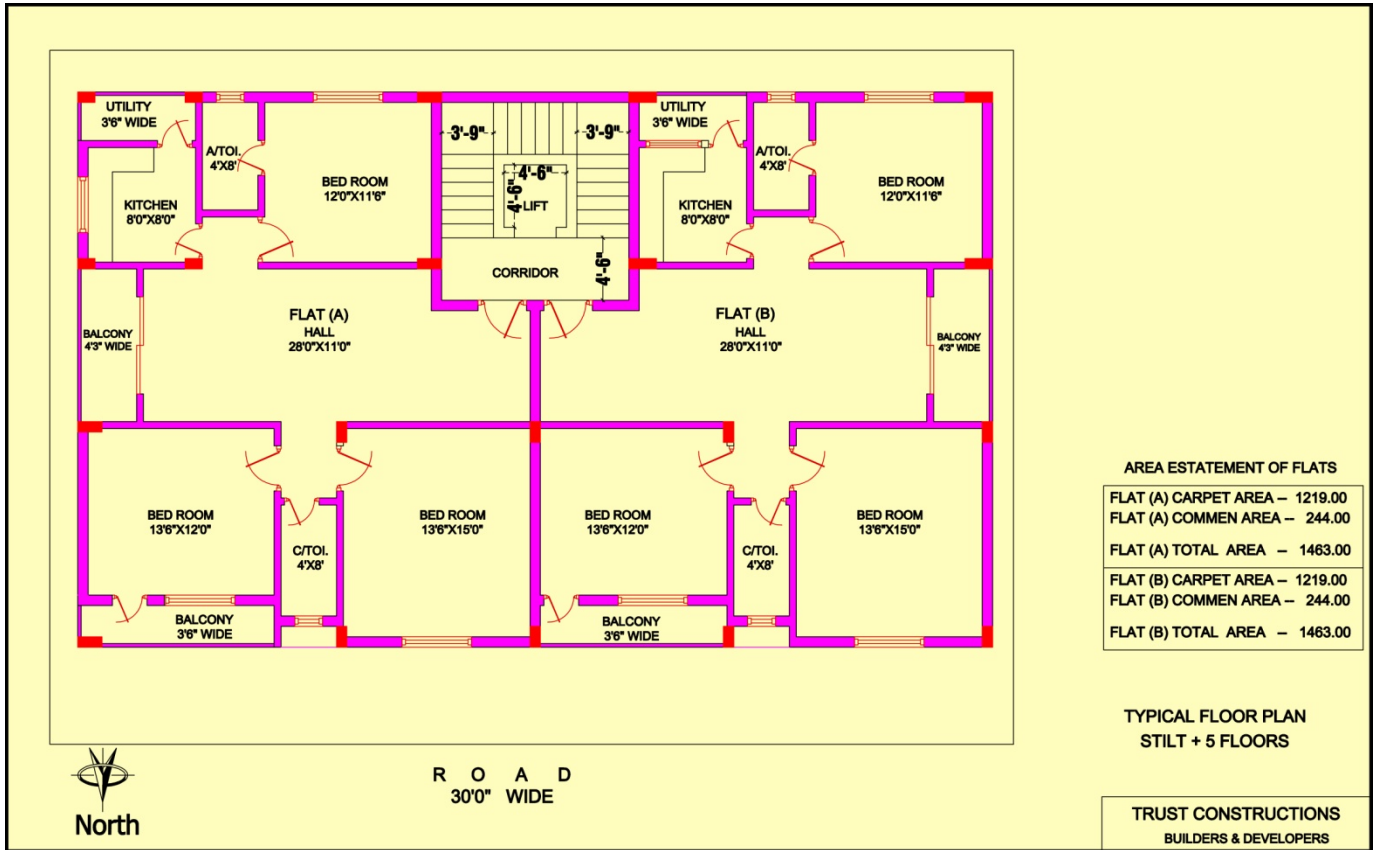 UTILITY
3'6" WIDE
A/TOI.
4'X8'
BED ROOM
12'0"X11'6"
KITCHEN
8'0"X8'0"
3'-9"
3'-9"
4'-6"
4'-6"
LIFT
CORRIDOR
4'-6"
UTILITY
3'6" WIDE
A/TOI.
4'X8'
BED ROOM
12'0"X11'6"
KITCHEN
8'0"X8'0"
BALCONY
4'3" WIDE
FLAT (A)
HALL
28'0"X11'0"
FLAT (B)
HALL
28'0"X11'0"
BALCONY
4'3" WIDE
BED ROOM
13'6"X12'0"
C/TOI.
4'X8'
BED ROOM
13'6"X15'0"
BED ROOM
13'6"X12'0"
C/TOI.
4'X8'
BED ROOM
13'6"X15'0"
BALCONY
3'6" WIDE
BALCONY
3'6" WIDE
AREA ESTATEMENT OF FLATS
FLAT (A) CARPET AREA – 1219.00
FLAT (A) COMMEN AREA – 244.00
FLAT (A) TOTAL AREA – 1463.00
FLAT (B) CARPET AREA – 1219.00
FLAT (B) COMMEN AREA – 244.00
FLAT (B) TOTAL AREA – 1463.00
TYPICAL FLOOR PLAN
STILT + 5 FLOORS
North
R O A D
30'0" WIDE
TRUST CONSTRUCTIONS
BUILDERS & DEVELOPERS